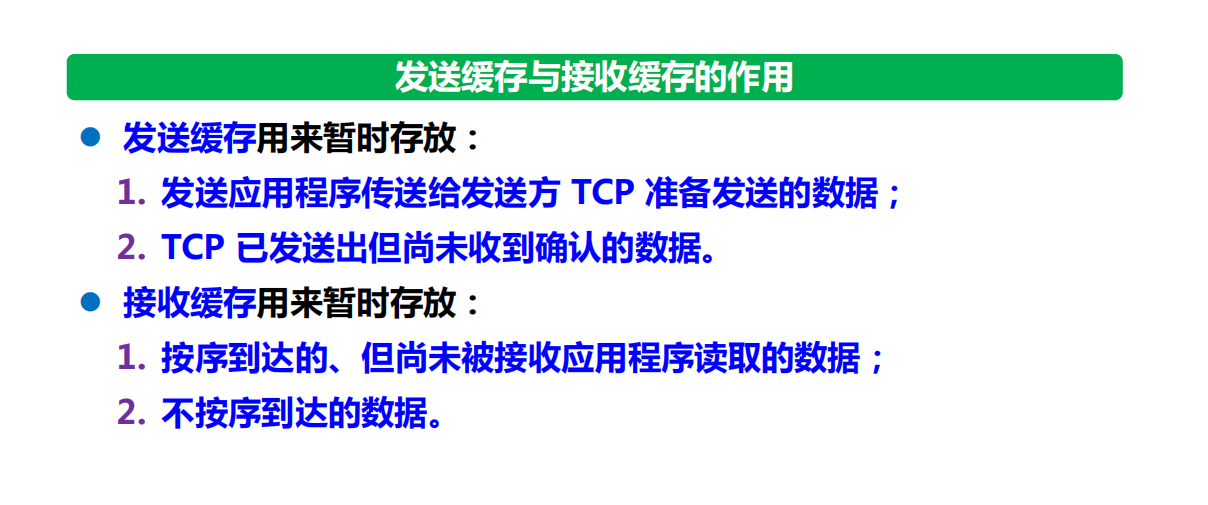 发送缓存与接收缓存的作用
● 发送缓存用来暂时存放：
1. 发送应用程序传送给发送方 TCP 准备发送的数据；
2. TCP 已发送出但尚未收到确认的数据。
● 接收缓存用来暂时存放：
1. 按序到达的、但尚未被接收应用程序读取的数据；
2. 不按序到达的数据。